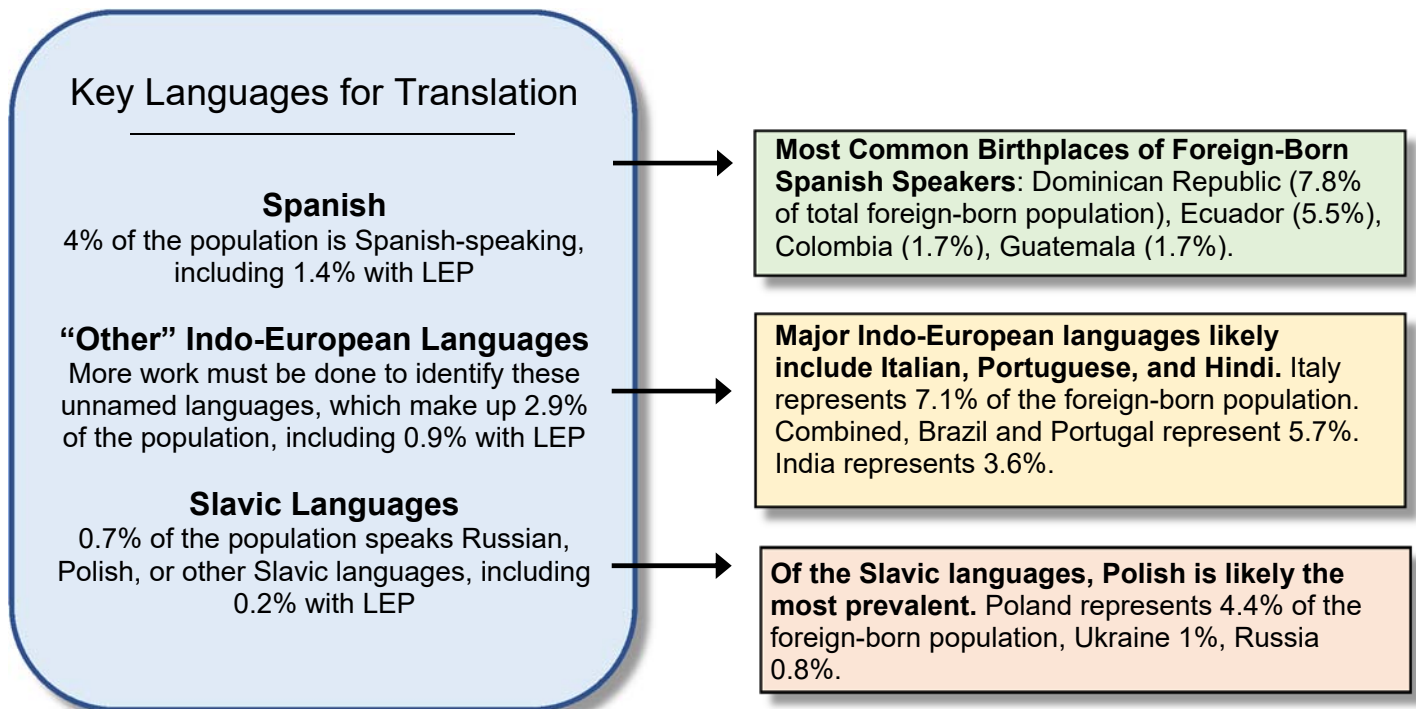 Key Languages for Translation
Spanish
4% of the population is Spanish-speaking,
including 1.4% with LEP
“Other” Indo-European Languages
More work must be done to identify these
unnamed languages, which make up 2.9%
of the population, including 0.9% with LEP
Slavic Languages
0.7% of the population speaks Russian,
Polish, or other Slavic languages, including
0.2% with LEP
Most Common Birthplaces of Foreign-Born
Spanish Speakers: Dominican Republic (7.8%
of total foreign-born population), Ecuador (5.5%),
Colombia (1.7%), Guatemala (1.7%).
Major Indo-European languages likely
include Italian, Portuguese, and Hindi. Italy
represents 7.1% of the foreign-born population.
Combined, Brazil and Portugal represent 5.7%.
India represents 3.6%.
Of the Slavic languages, Polish is likely the
most prevalent. Poland represents 4.4% of the
foreign-born population, Ukraine 1%, Russia
0.8%.